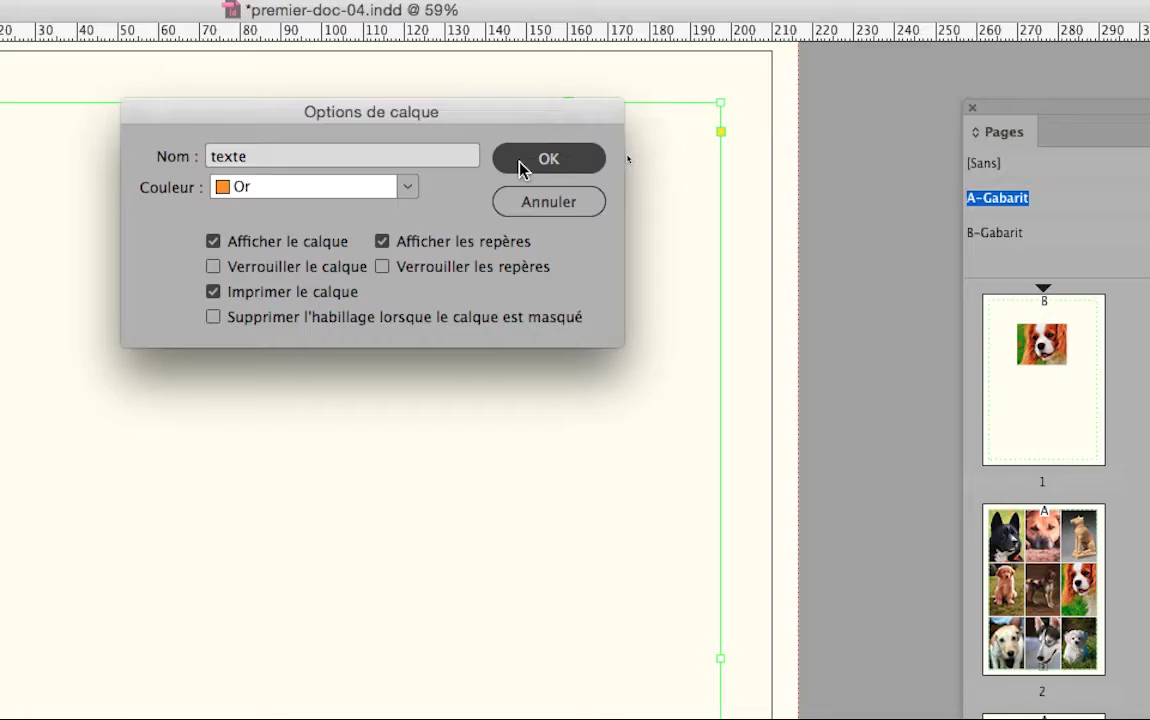 *premier-doc-04.indd @ 59%
20 30 40 50 60 70 80 90 100 110 120 130 140 150 160 170 180 190 200 210 220 230 240 250 260 270 280 290
Options de calque
Nom : texte
OK
Couleur : Or
Annuler
Afficher le calque Afficher les repères
Verrouiller le calque Verrouiller les repères
Imprimer le calque
Supprimer l'habillage lorsque le calque est masqué
Pages
[Sans]
A-Gabarit
B-Gabarit
B
1
A
2